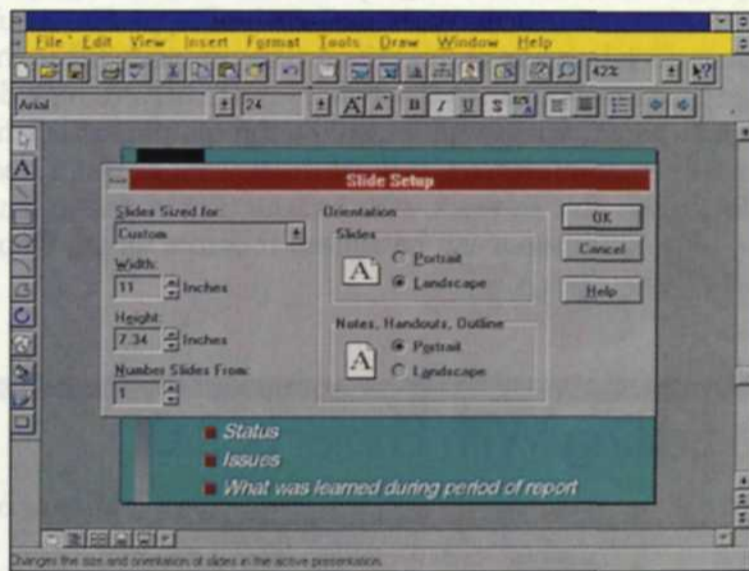 File Edit View Insert Format Tools Draw Window Help
42%
Arial 24 A A B I U S
Slide Setup
Slides Sized for:
Custom
Width:
11 Inches
Height:
7.34 Inches
Number Slides From:
1
Orientation
Slides
A
Portrait
Landscape
Notes, Handouts, Outline
A
Portrait
Landscape
OK
Cancel
Help
A
Status
Issues
What was learned during period of report
Changes the size and orientation of slides in the active presentation.